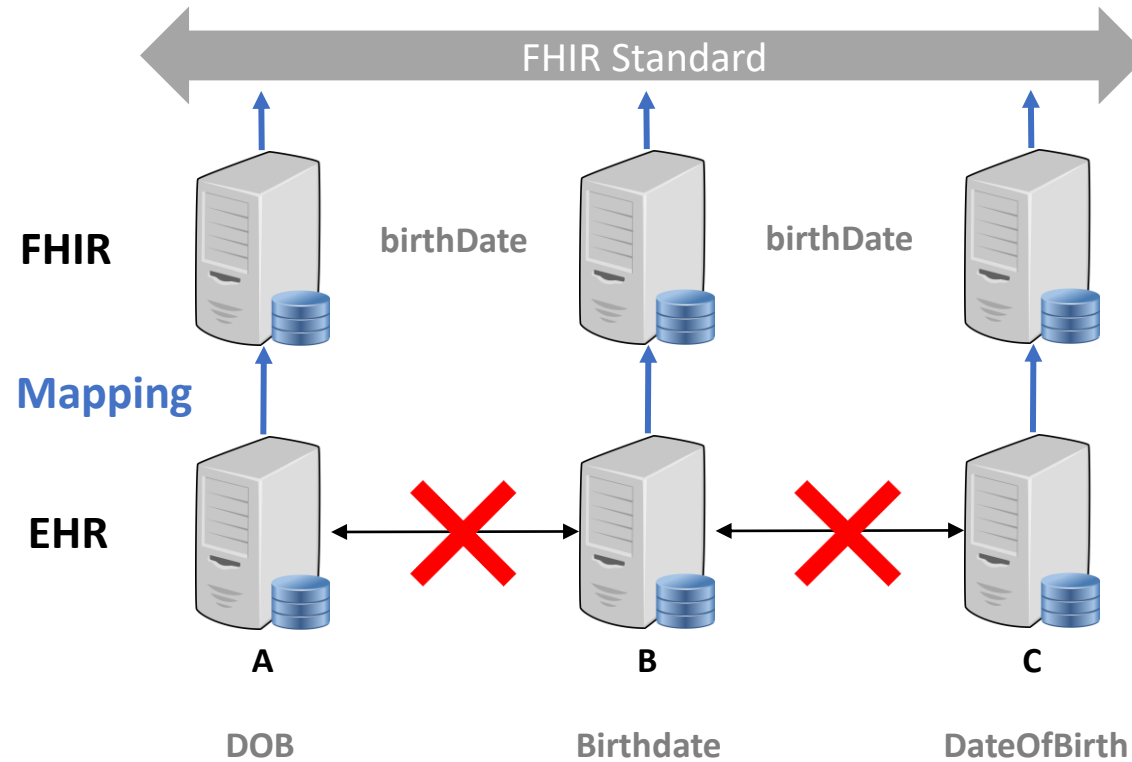 FHIR Standard
FHIR
birthDate
birthDate
Mapping
EHR
A
B
C
DOB
Birthdate
DateOfBirth